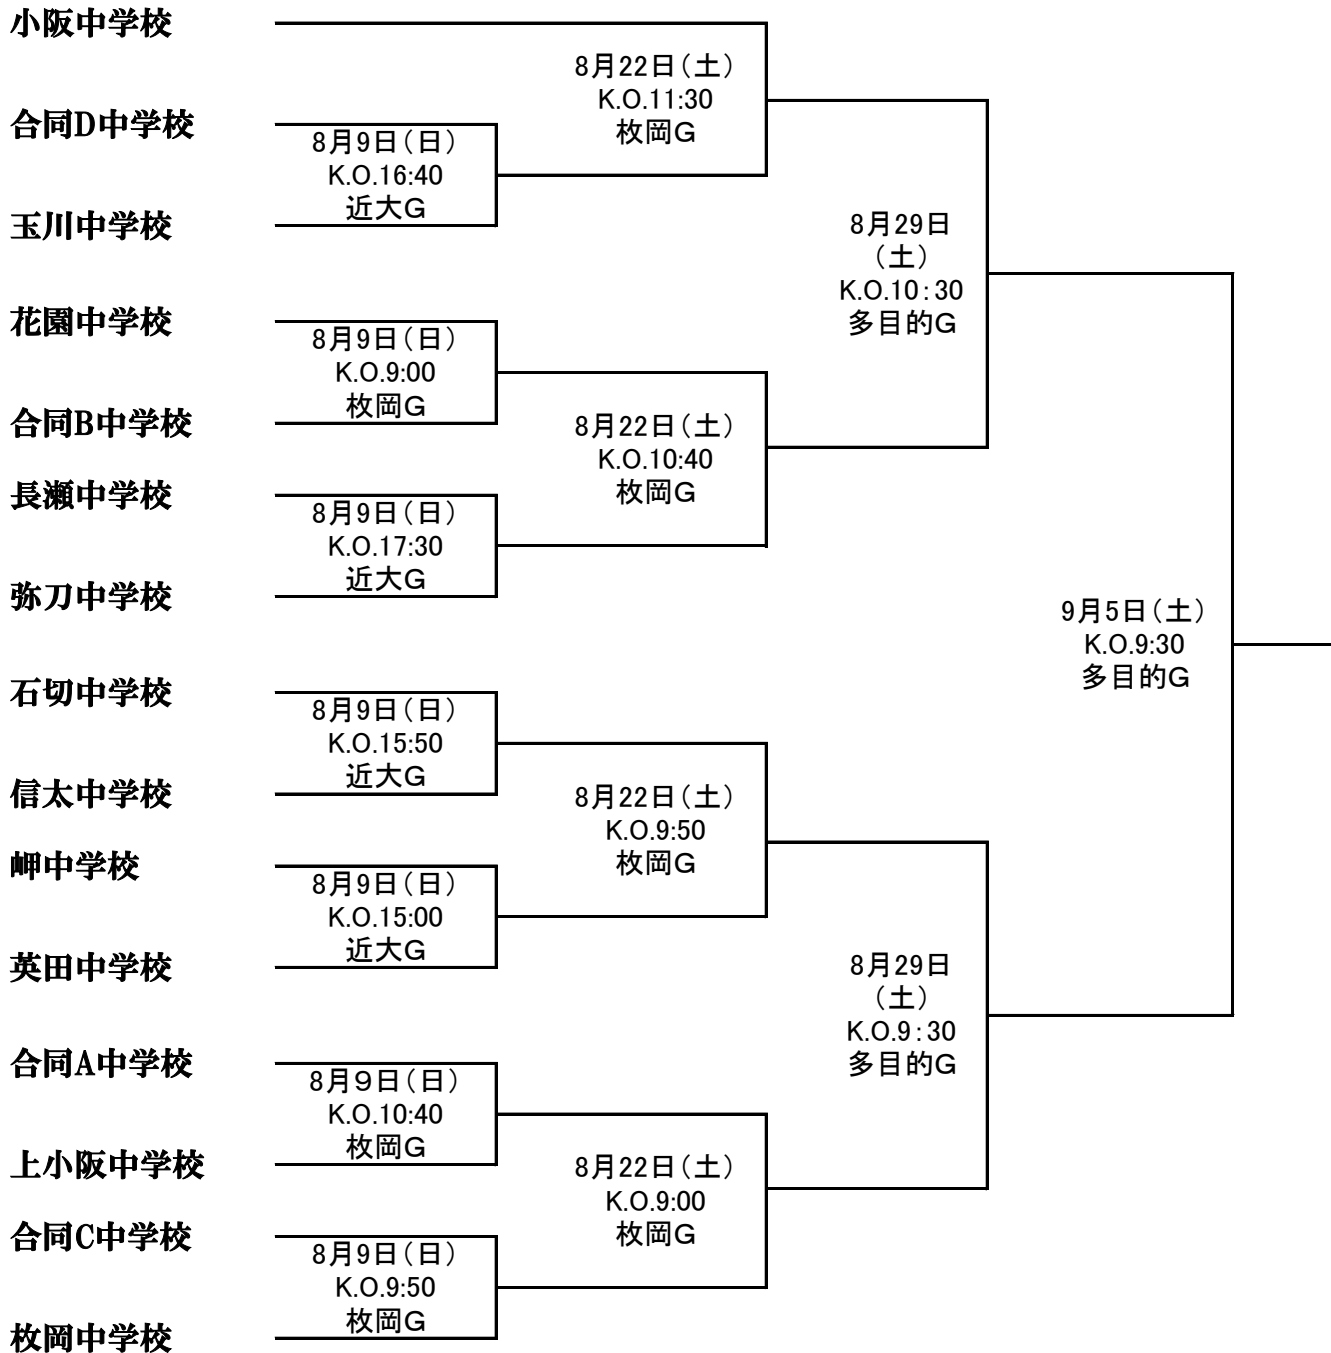 小阪中学校
8月22日（土）
K.O.11:30
枚岡G
合同D中学校
8月9日（日）
K.O.16:40
近大G
玉川中学校
8月29日
（土）
K.O.10：30
多目的G
花園中学校
8月9日（日）
K.O.9:00
枚岡G
合同B中学校
8月22日（土）
K.O.10:40
枚岡G
長瀬中学校
8月9日（日）
K.O.17:30
近大G
弥刀中学校
9月5日（土）
K.O.9:30
多目的G
石切中学校
8月9日（日）
K.O.15:50
近大G
信太中学校
8月22日（土）
K.O.9:50
枚岡G
岬中学校
8月9日（日）
K.O.15:00
近大G
英田中学校
8月29日
（土）
K.O.9：30
多目的G
合同A中学校
8月９日（日）
K.O.10:40
枚岡G
上小阪中学校
8月22日（土）
K.O.9:00
枚岡G
合同C中学校
8月9日（日）
K.O.9:50
枚岡G
枚岡中学校